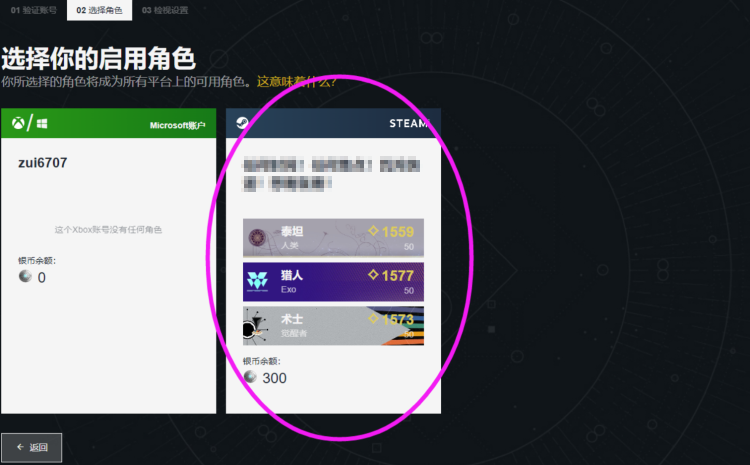 01 验证账号 02 选择角色 03 检视设置
选择你的启用角色
你所选择的角色将成为所有平台上的可用角色。这意味着什么?
Microsoft账户
zui6707
这个Xbox账号没有任何角色
银币余额:
0
STEAM
泰坦 1559
人类 50
猎人 1577
Exo 50
术士 1573
觉醒者 50
银币余额:
300
← 返回